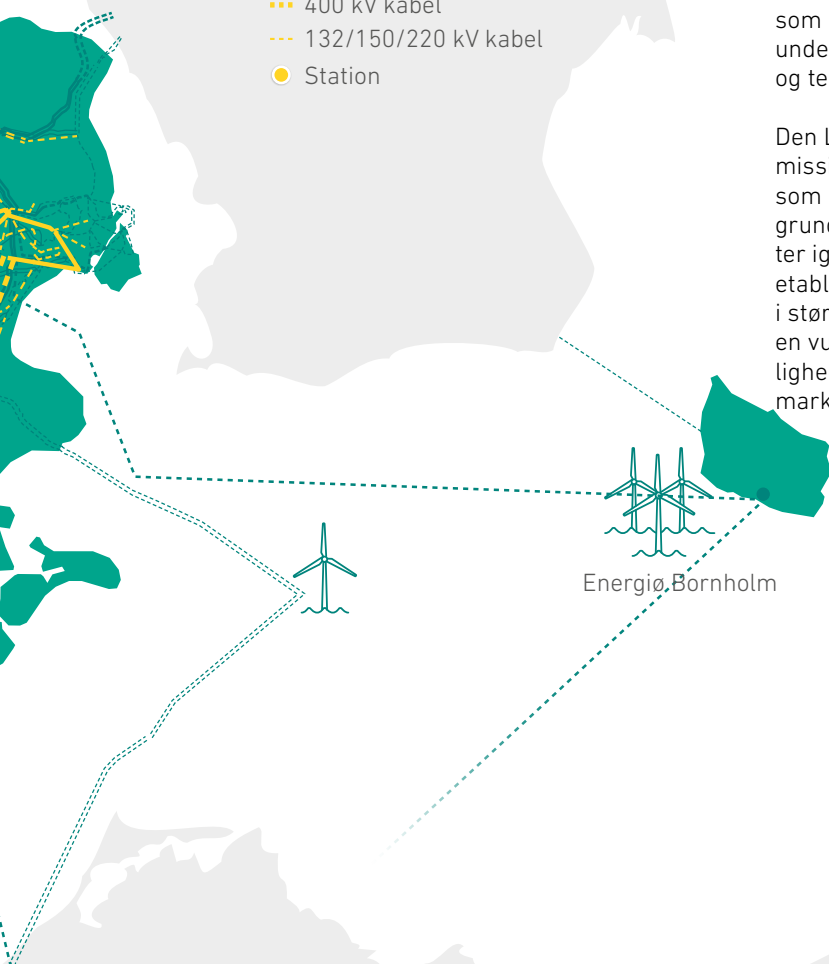 400 kV kabel
132/150/220 kV kabel
Station
som
unde
og te
Den
miss
som
grund
ter ig
etabl
i stør
en vu
lighe
mark
Energiø Bornholm